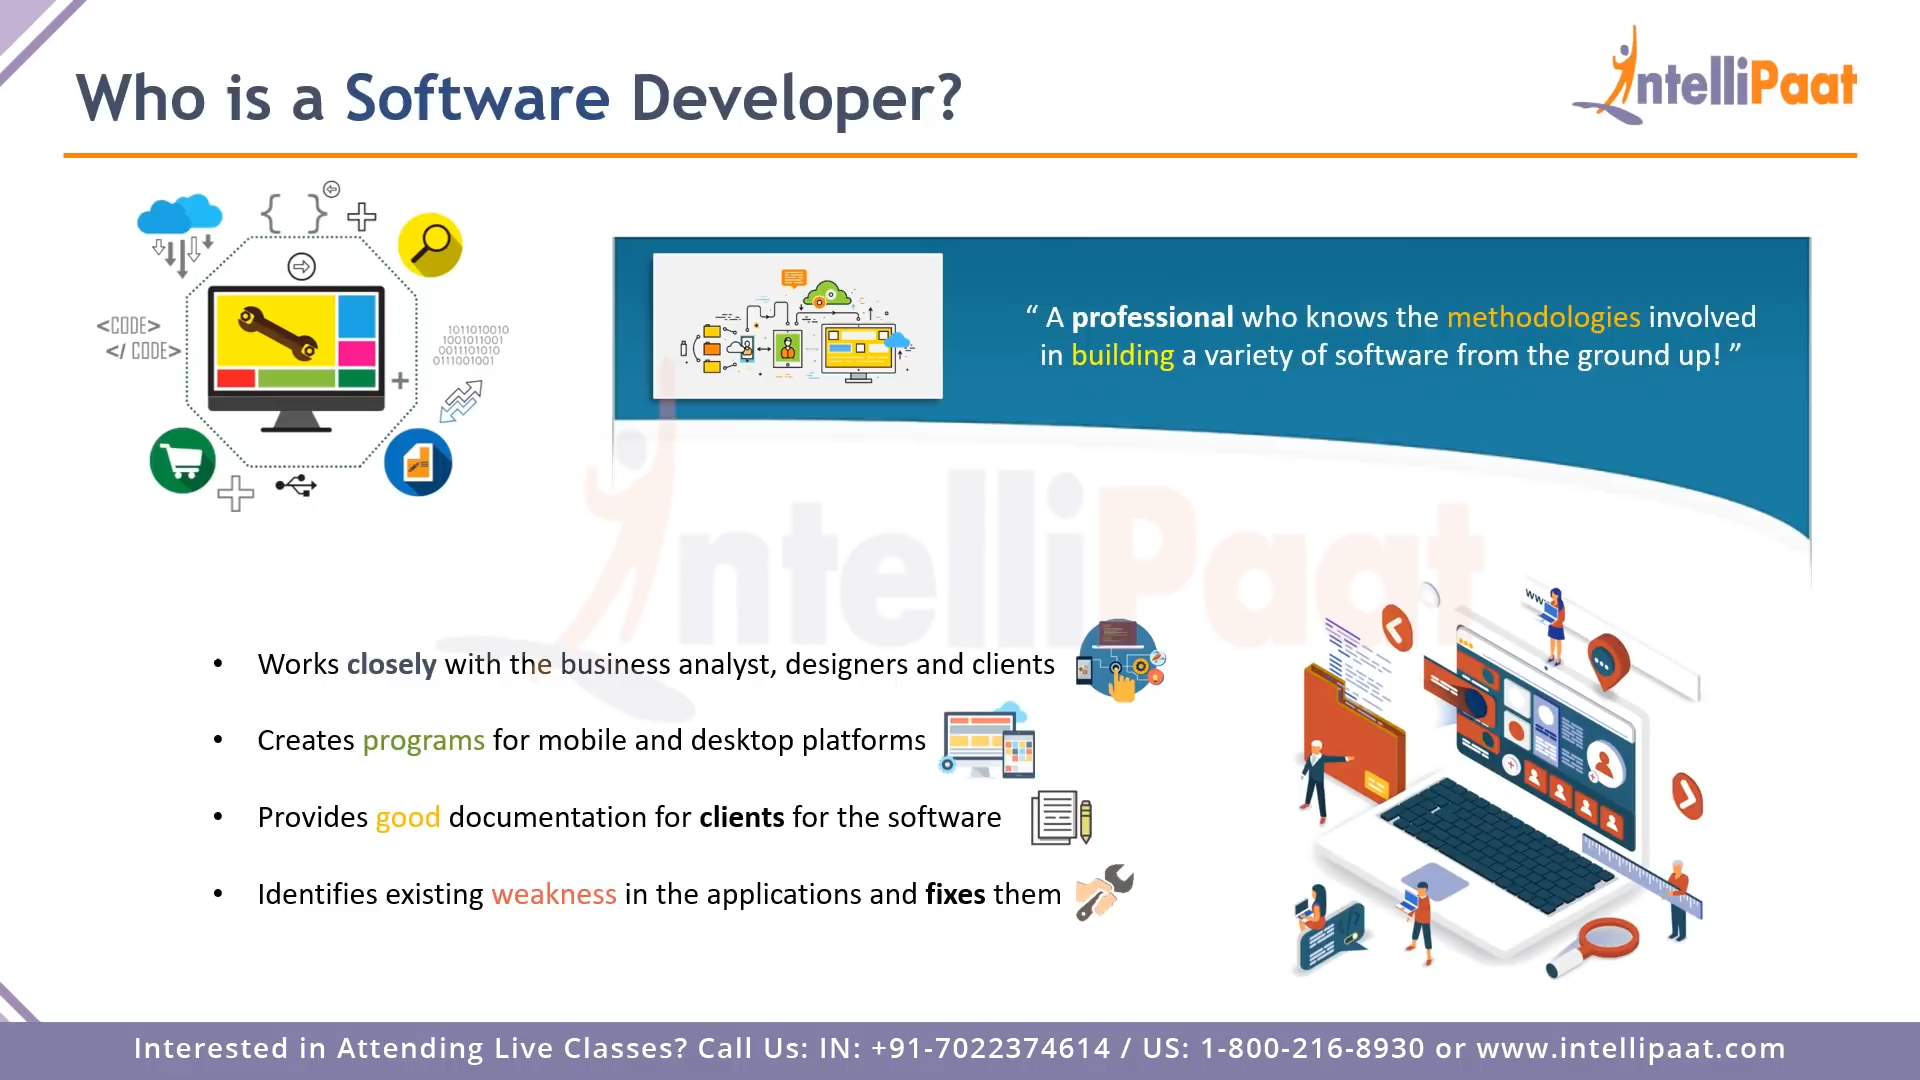 Who is a Software Developer?
IntelliPaat
{ }
<CODE>
</ CODE>
1011010010
1001011001
0011101010
0111001001
“ A professional who knows the methodologies involved
in building a variety of software from the ground up! ”
IntelliPaat
• Works closely with the business analyst, designers and clients
• Creates programs for mobile and desktop platforms
• Provides good documentation for clients for the software
• Identifies existing weakness in the applications and fixes them
Interested in Attending Live Classes? Call Us: IN: +91-7022374614 / US: 1-800-216-8930 or www.intellipaat.com